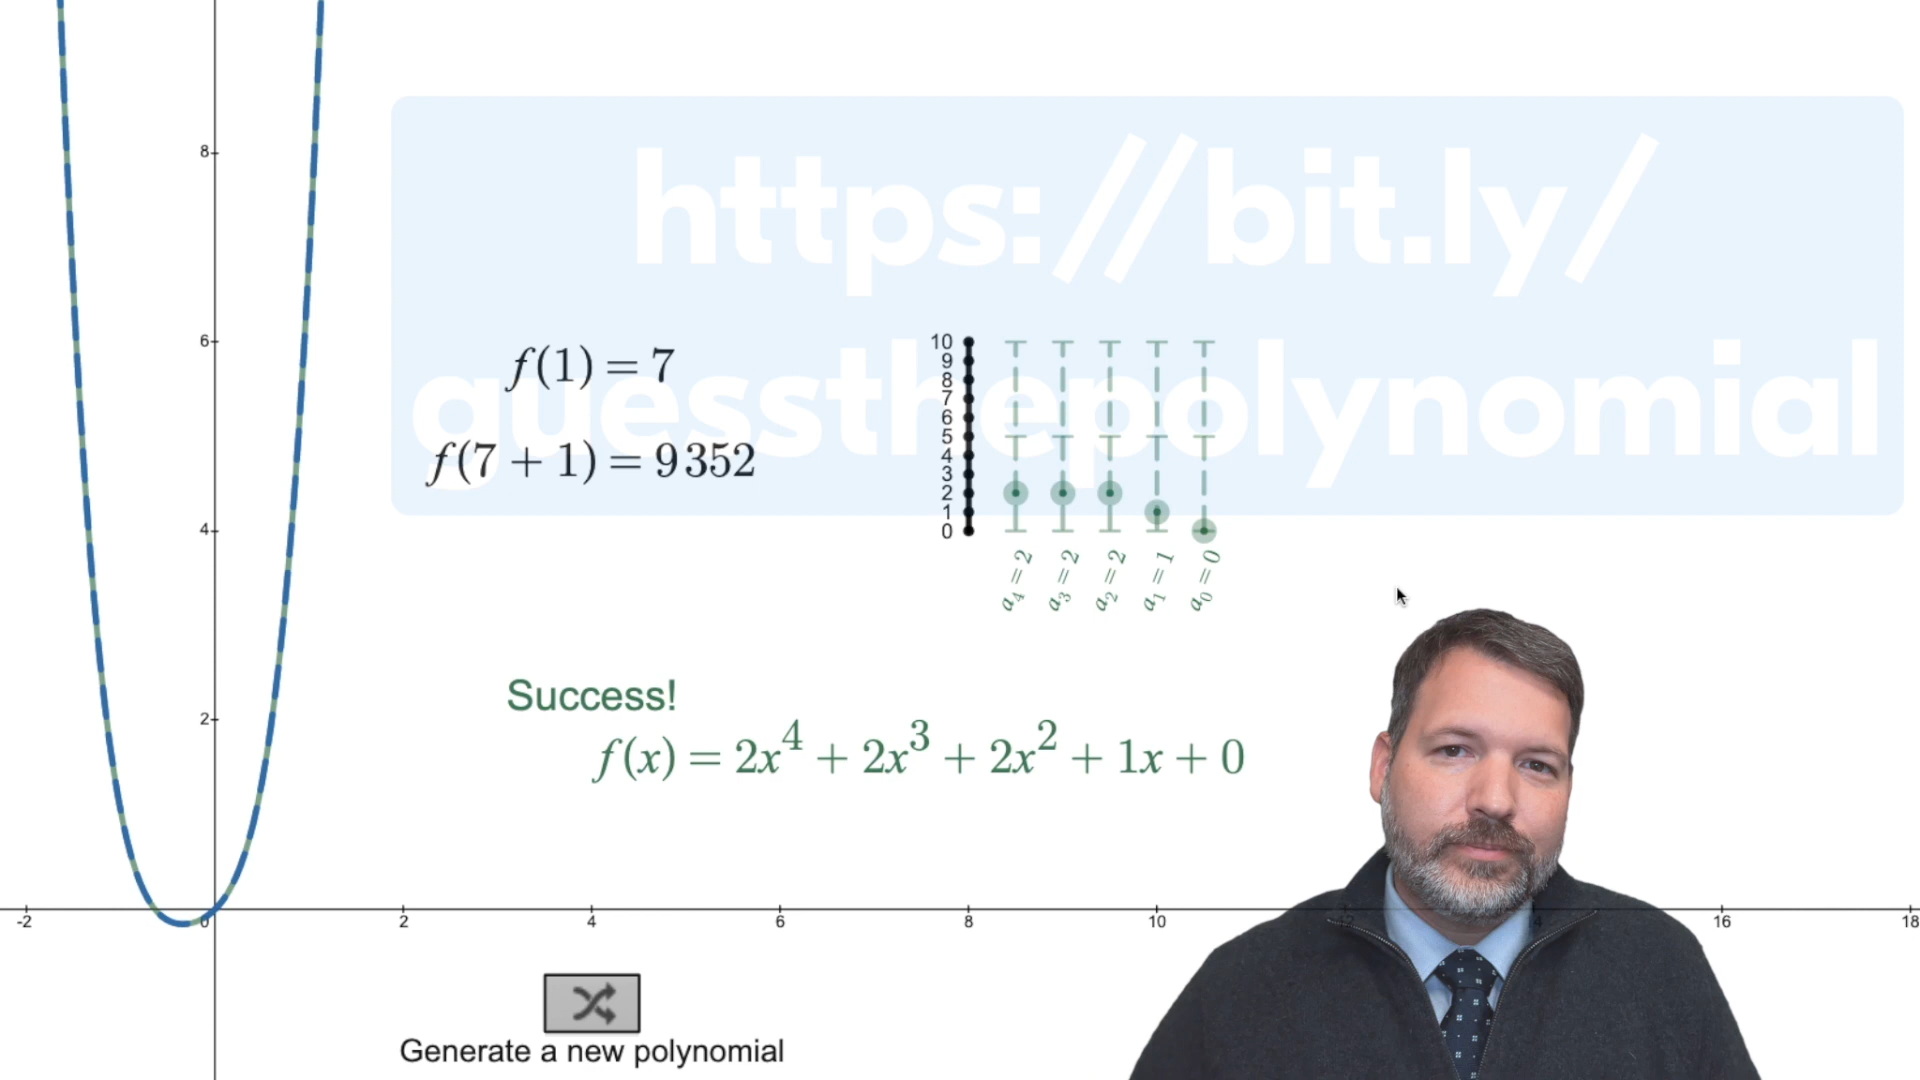 https://bit.ly/
guessthepolynomial
8
6
4
2
f(1) = 7
f(7 + 1) = 9352
10
9
8
7
6
5
4
3
2
1
0
a₄ = 2
a₃ = 2
a₂ = 2
a₁ = 1
a₀ = 0
Success!
f(x) = 2x⁴ + 2x³ + 2x² + 1x + 0
-2 0 2 4 6 8 10 12 14 16 18
Generate a new polynomial